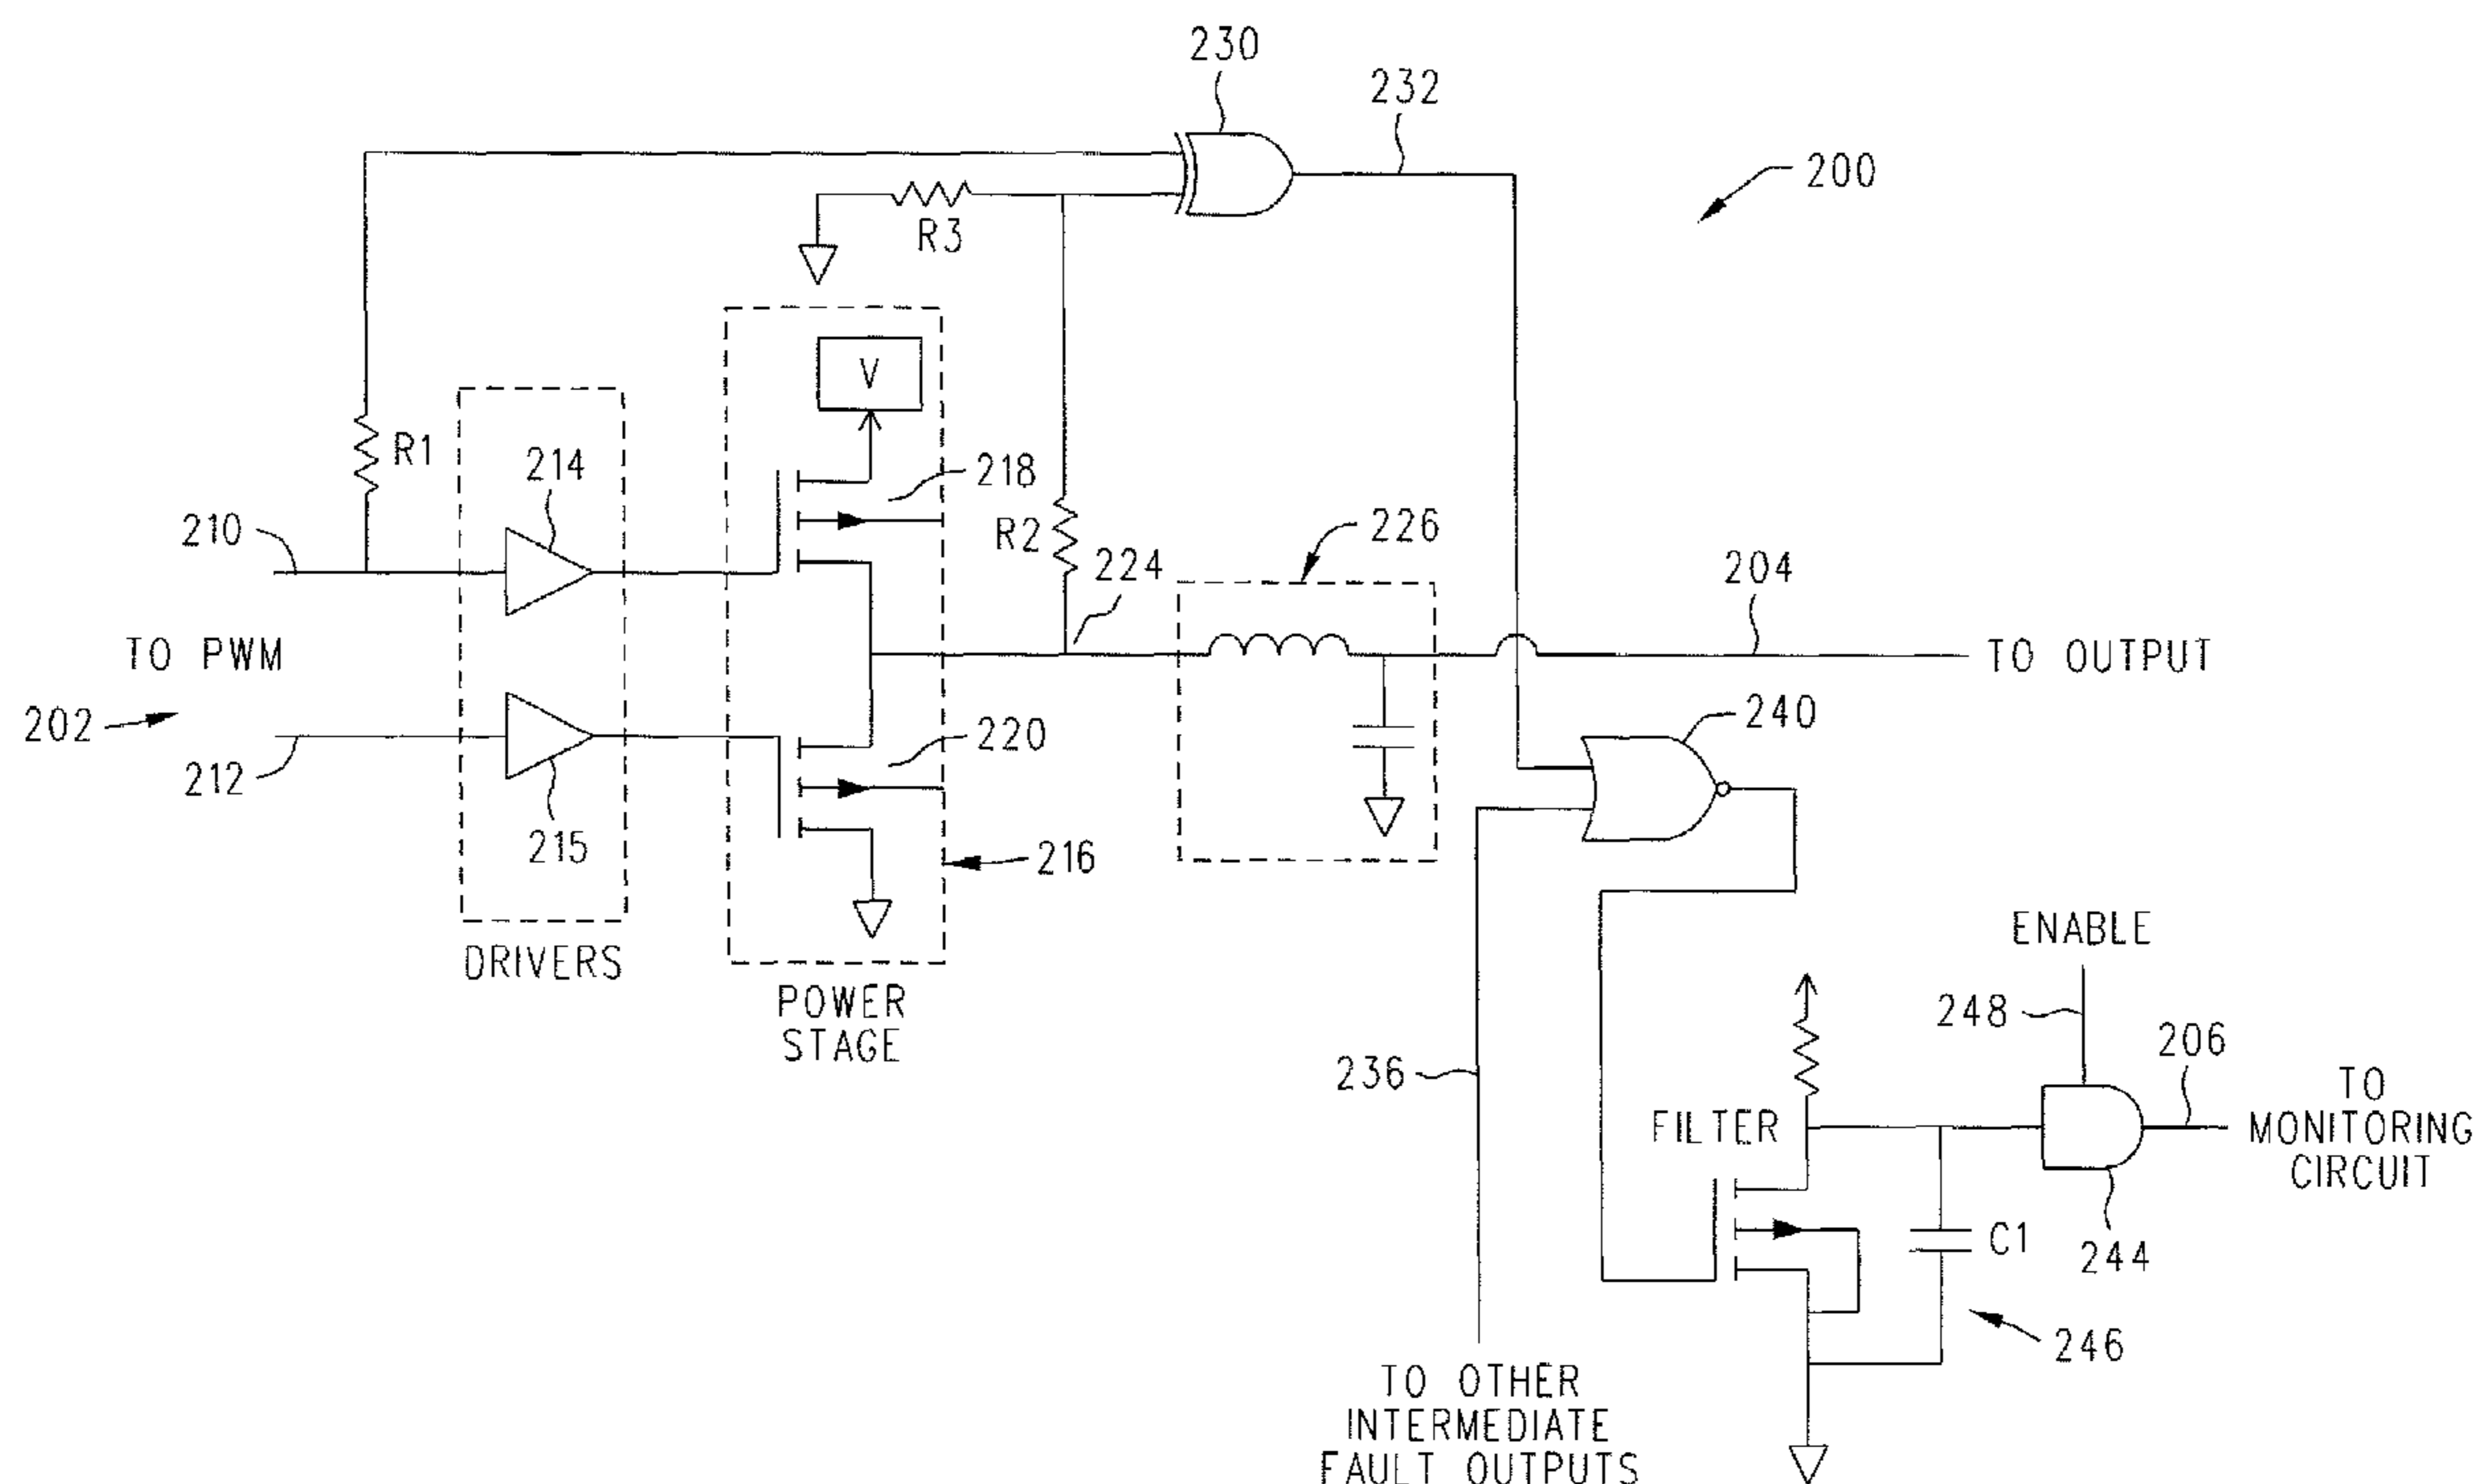 230
232
200
R3
V
R1
214
218
210
R2
226
224
204
TO PWM
TO OUTPUT
202
220
240
212
215
216
ENABLE
DRIVERS
POWER
STAGE
248
206
236
TO
MONITORING
CIRCUIT
FILTER
C1
244
246
TO OTHER
INTERMEDIATE
FAULT OUTPUTS